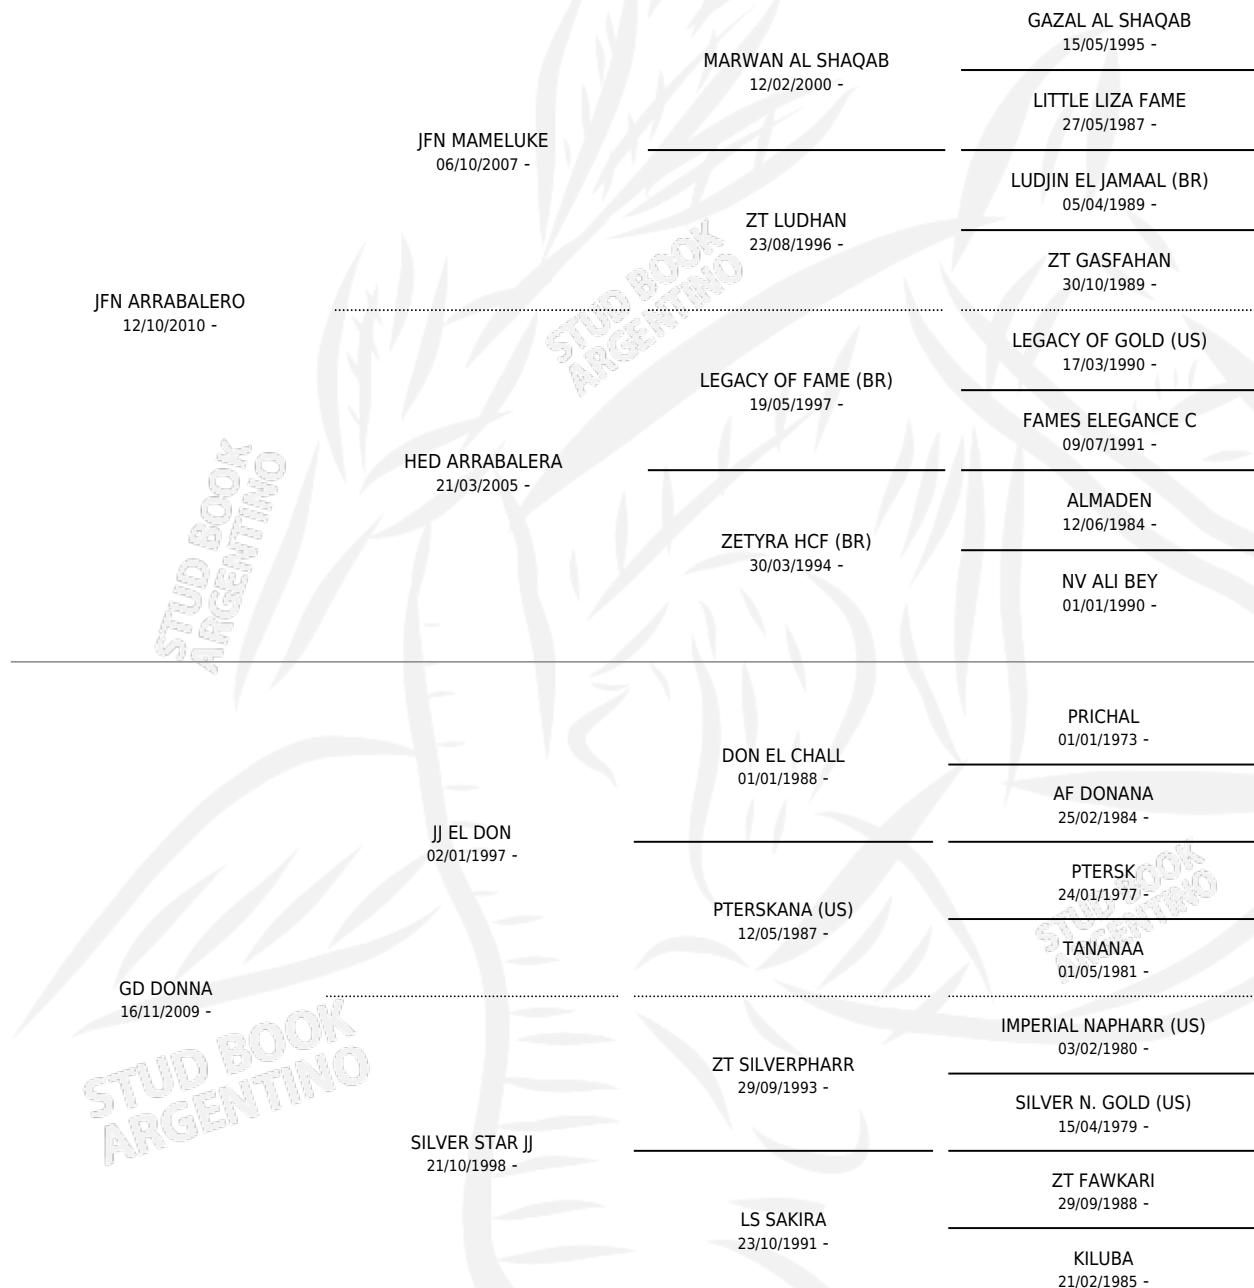 GAZAL AL SHAQAB
15/05/1995 -
MARWAN AL SHAQAB
12/02/2000 -
LITTLE LIZA FAME
27/05/1987 -
JFN MAMELUKE
06/10/2007 -
LUDJIN EL JAMAAL (BR)
05/04/1989 -
ZT LUDHAN
23/08/1996 -
ZT GASFAHAN
30/10/1989 -
JFN ARRABALERO
12/10/2010 -
STUD BOOK
ARGENTINO
LEGACY OF GOLD (US)
17/03/1990 -
LEGACY OF FAME (BR)
19/05/1997 -
FAMES ELEGANCE C
09/07/1991 -
HED ARRABALERA
21/03/2005 -
ALMADEN
12/06/1984 -
ZETYRA HCF (BR)
30/03/1994 -
NV ALI BEY
01/01/1990 -
STUD BOOK
ARGENTINO
PRICHAL
01/01/1973 -
DON EL CHALL
01/01/1988 -
AF DONANA
25/02/1984 -
JJ EL DON
02/01/1997 -
PTERSK
24/01/1977 -
PTERSKANA (US)
12/05/1987 -
STUD BOOK
ARGENTINO
TANANAA
01/05/1981 -
GD DONNA
16/11/2009 -
STUD BOOK
ARGENTINO
IMPERIAL NAPHARR (US)
03/02/1980 -
ZT SILVERPHARR
29/09/1993 -
SILVER N. GOLD (US)
15/04/1979 -
SILVER STAR JJ
21/10/1998 -
ZT FAWKARI
29/09/1988 -
LS SAKIRA
23/10/1991 -
KILUBA
21/02/1985 -